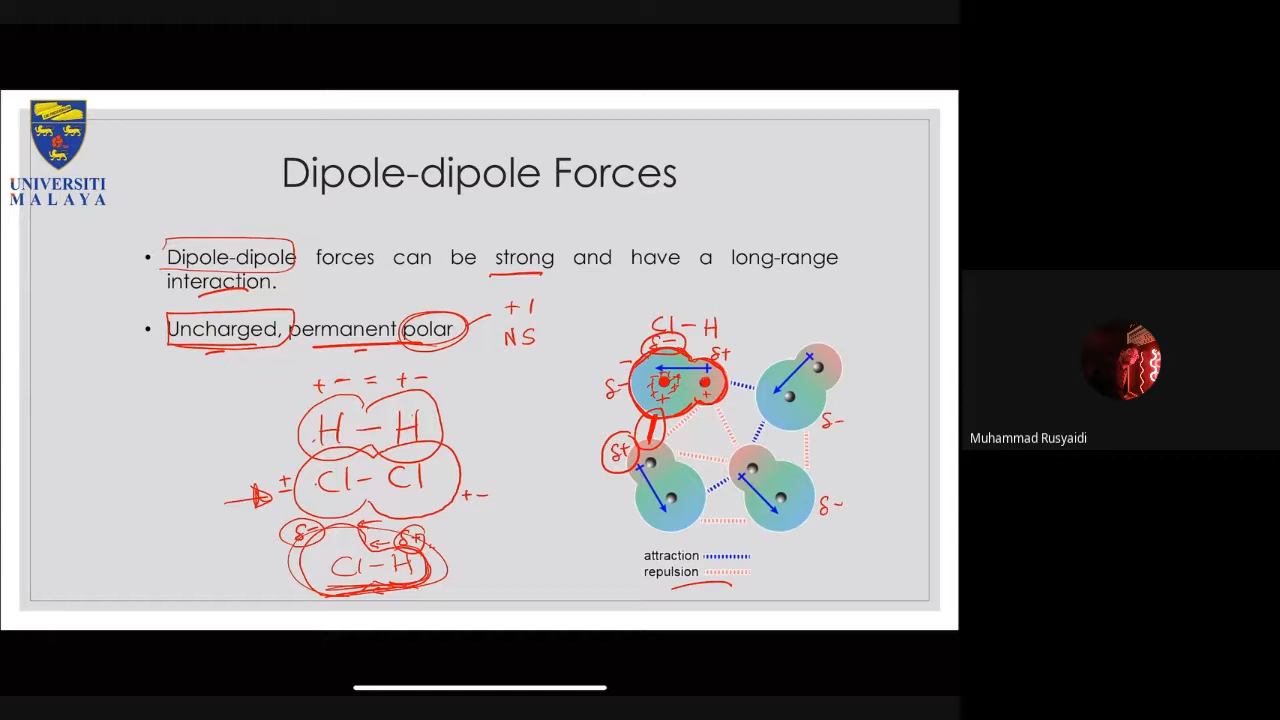 UNIVERSITI
MALAYA
Dipole-dipole Forces
• Dipole-dipole forces can be strong and have a long-range
interaction.
• Uncharged, permanent polar
+ 1
N S
+ - = + -
H - H
+
-
Cl - Cl
+ -
δ- δ+
Cl - H
Cl - H
δ-
δ+
-
δ-
+
δ+
δ-
δ-
attraction
repulsion
Muhammad Rusyaidi